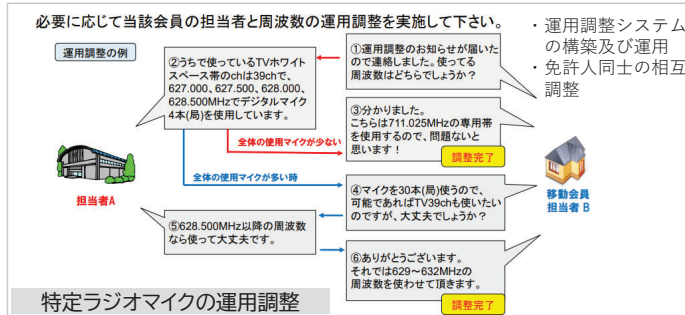 必要に応じて当該会員の担当者と周波数の運用調整を実施して下さい。
運用調整の例
①運用調整のお知らせが届いた
ので連絡しました。使ってる
周波数はどちらでしょうか？
②うちで使っているTVホワイト
スペース帯のchは39chで、
627.000、627.500、628.000、
628.500MHzでデジタルマイク
4本(局)を使用しています。
③分かりました。
こちらは711.025MHzの専用帯
を使用するので、問題ないと
思います！
調整完了
全体の使用マイクが少ない
全体の使用マイクが多い時
担当者A
④マイクを30本(局)使うので、
可能であればTV39chも使いたい
のですが、大丈夫でしょうか？
移動会員
担当者 B
⑤628.500MHz以降の周波数
なら使って大丈夫です。
⑥ありがとうございます。
それでは629～632MHzの
周波数を使わせて頂きます。
調整完了
特定ラジオマイクの運用調整
・運用調整システム
の構築及び運用
・免許人同士の相互
調整